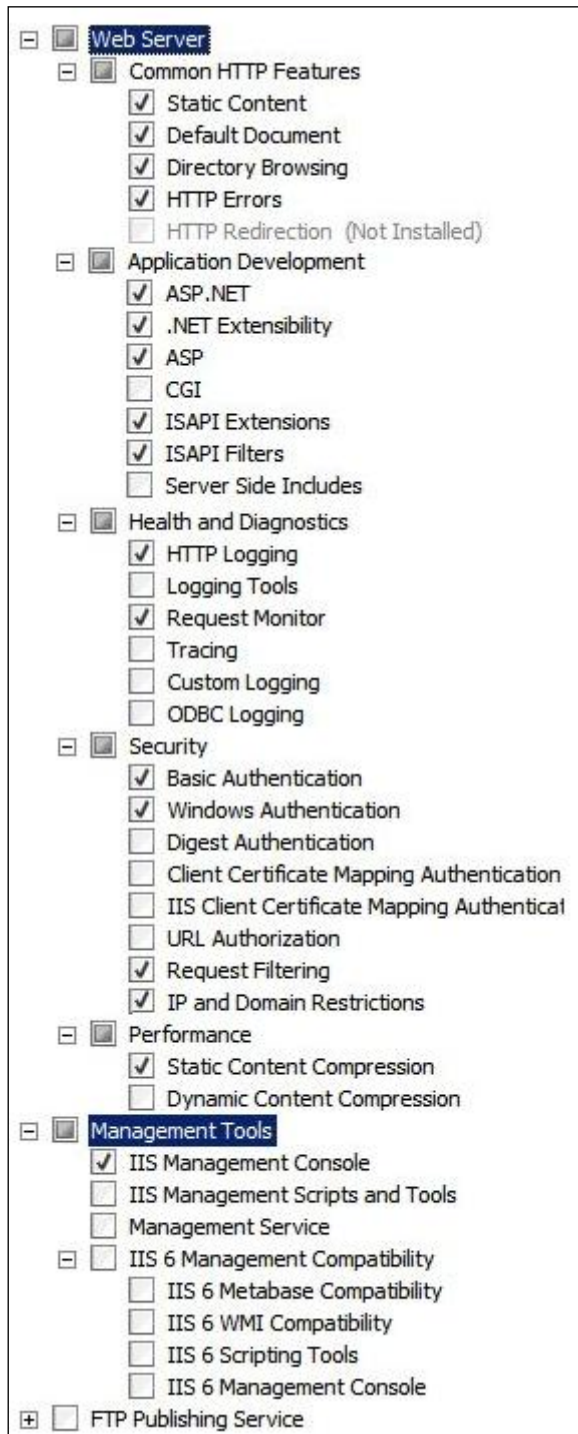 Web Server
Common HTTP Features
Static Content
Default Document
Directory Browsing
HTTP Errors
HTTP Redirection (Not Installed)
Application Development
ASP.NET
.NET Extensibility
ASP
CGI
ISAPI Extensions
ISAPI Filters
Server Side Includes
Health and Diagnostics
HTTP Logging
Logging Tools
Request Monitor
Tracing
Custom Logging
ODBC Logging
Security
Basic Authentication
Windows Authentication
Digest Authentication
Client Certificate Mapping Authentication
IIS Client Certificate Mapping Authenticat
URL Authorization
Request Filtering
IP and Domain Restrictions
Performance
Static Content Compression
Dynamic Content Compression
Management Tools
IIS Management Console
IIS Management Scripts and Tools
Management Service
IIS 6 Management Compatibility
IIS 6 Metabase Compatibility
IIS 6 WMI Compatibility
IIS 6 Scripting Tools
IIS 6 Management Console
FTP Publishing Service